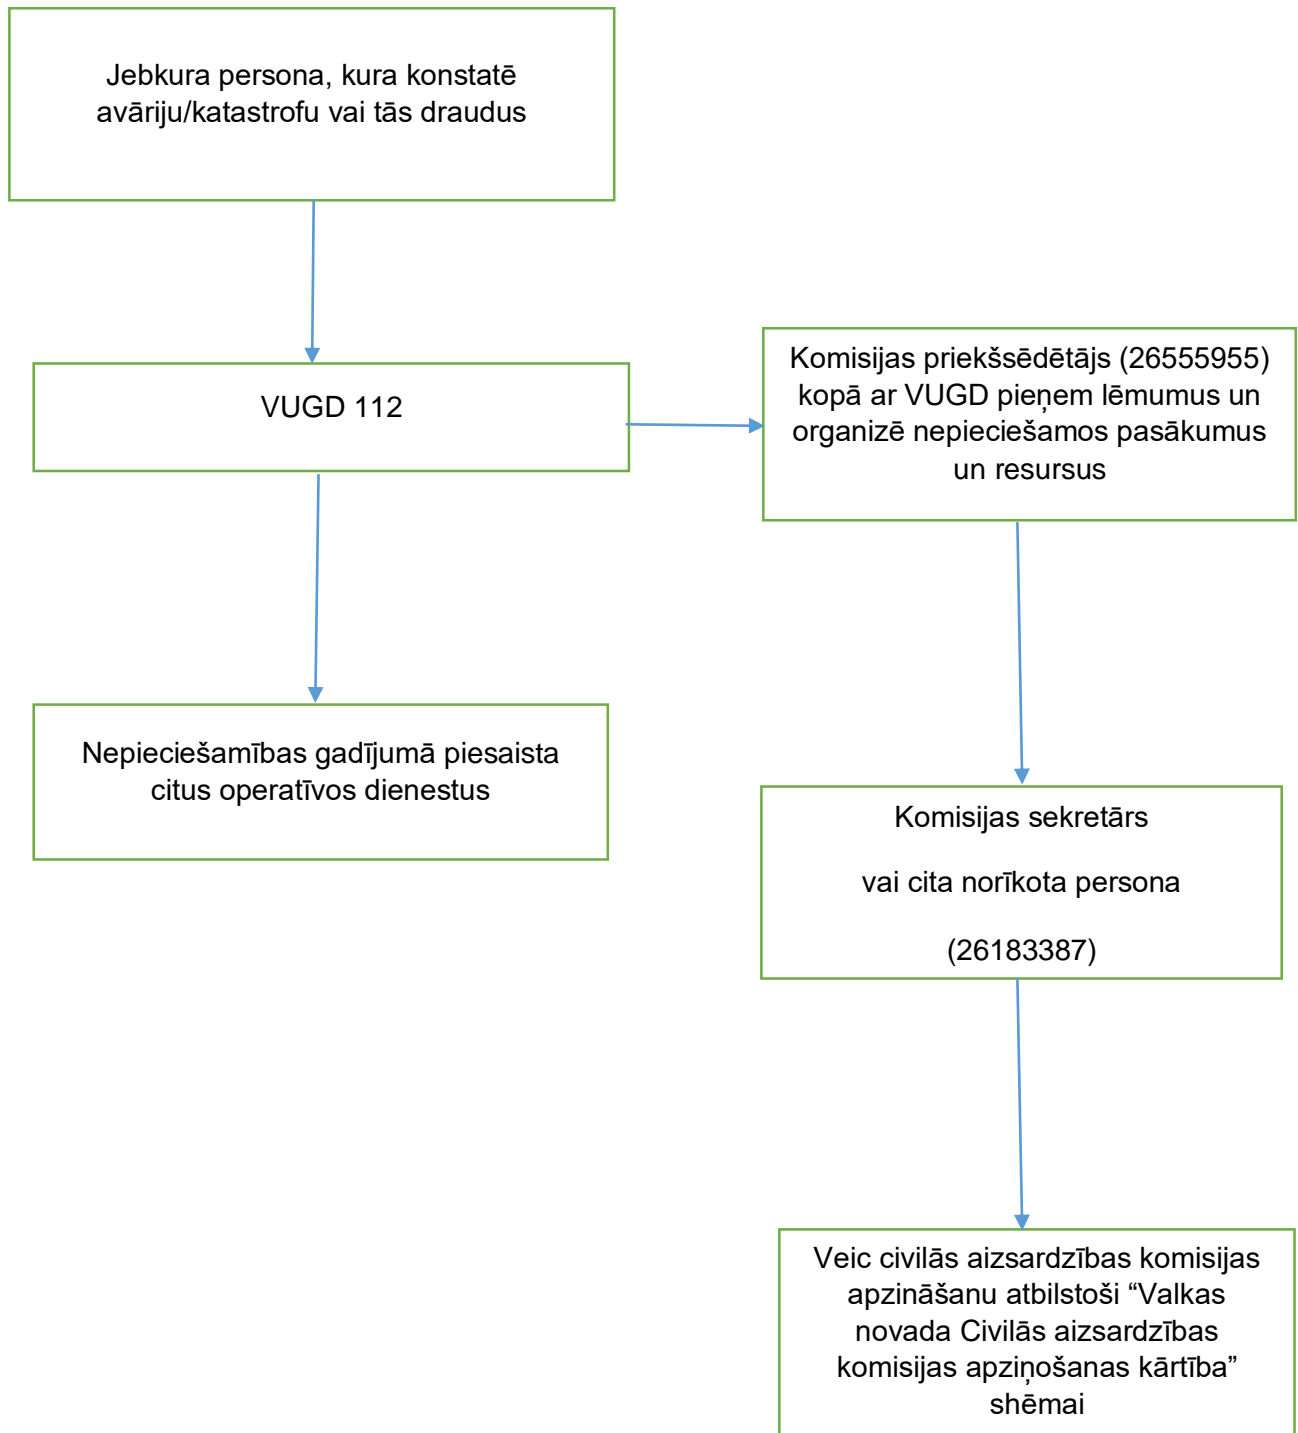 Jebkura persona, kura konstatē
avāriju/katastrofu vai tās draudus
VUGD 112
Komisijas priekšsēdētājs (26555955)
kopā ar VUGD pieņem lēmumus un
organizē nepieciešamos pasākumus
un resursus
Nepieciešamības gadījumā piesaista
citus operatīvos dienestus
Komisijas sekretārs
vai cita norīkota persona
(26183387)
Veic civilās aizsardzības komisijas
apzināšanu atbilstoši “Valkas
novada Civilās aizsardzības
komisijas apziņošanas kārtība”
shēmai